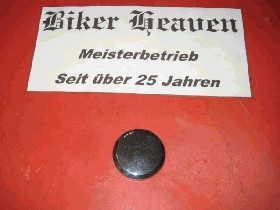 Biker Heaven
Meisterbetrieb
Seit über 25 Jahren